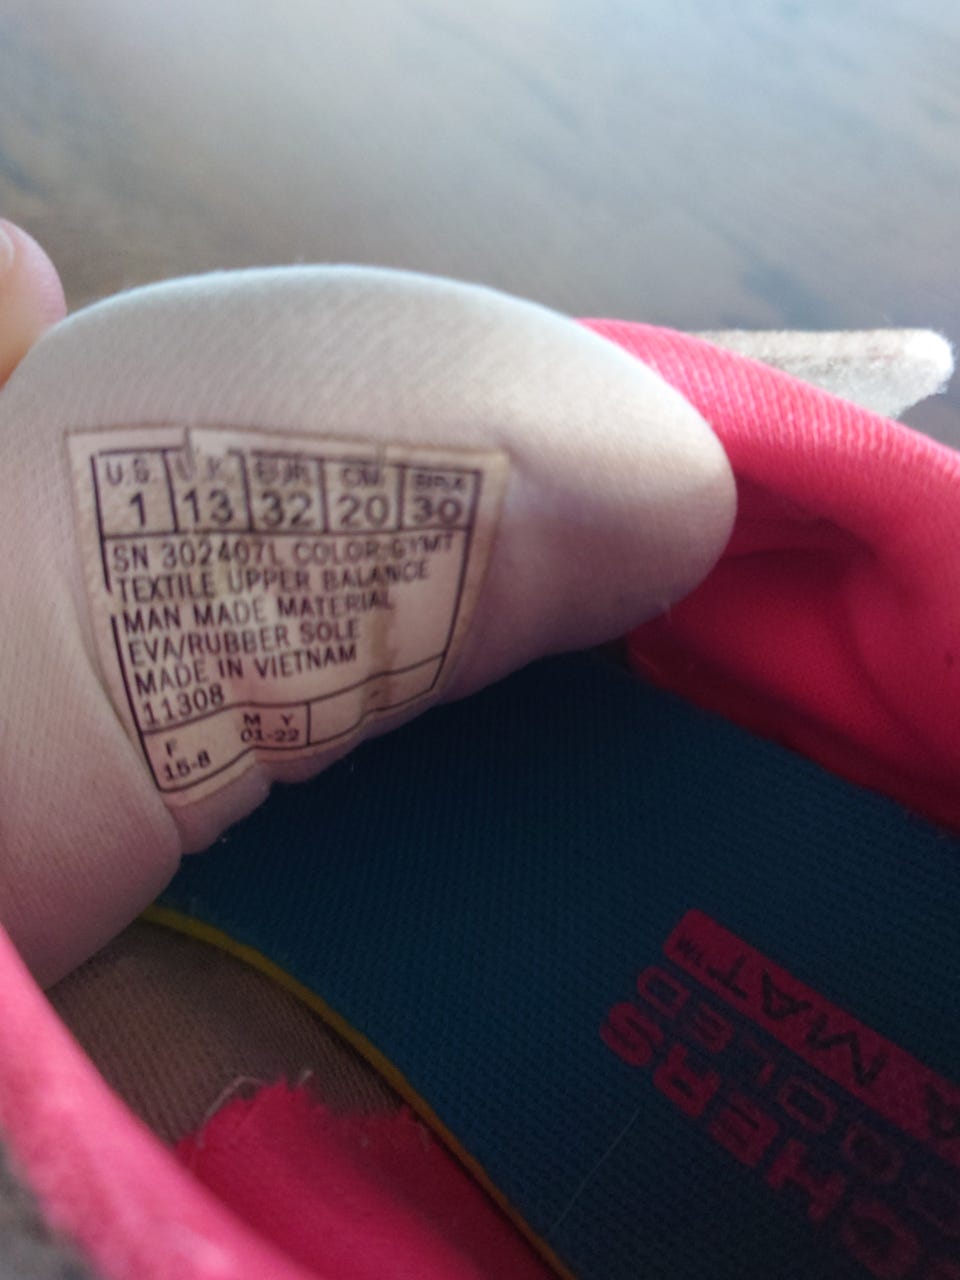 U.S. U.K. EUR. CM. BRA
1 13 32 20 30
SN 302407L COLOR:GYMT
TEXTILE UPPER BALANCE
MAN MADE MATERIAL
EVA/RUBBER SOLE
MADE IN VIETNAM
11308
F M Y
15-8 01-22
MAT™